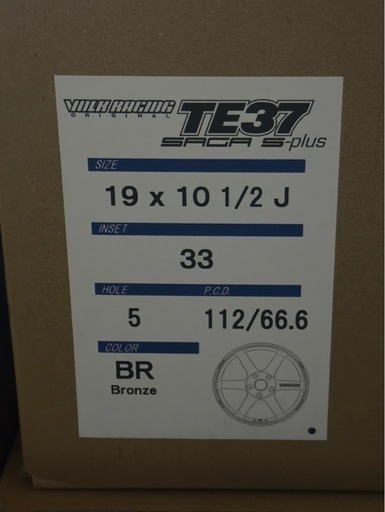 VOLK RACING
ORIGINAL
TE37
SAGA S-plus
SIZE
19 x 10 1/2 J
INSET
33
HOLE P.C.D.
5 112/66.6
COLOR
BR
Bronze